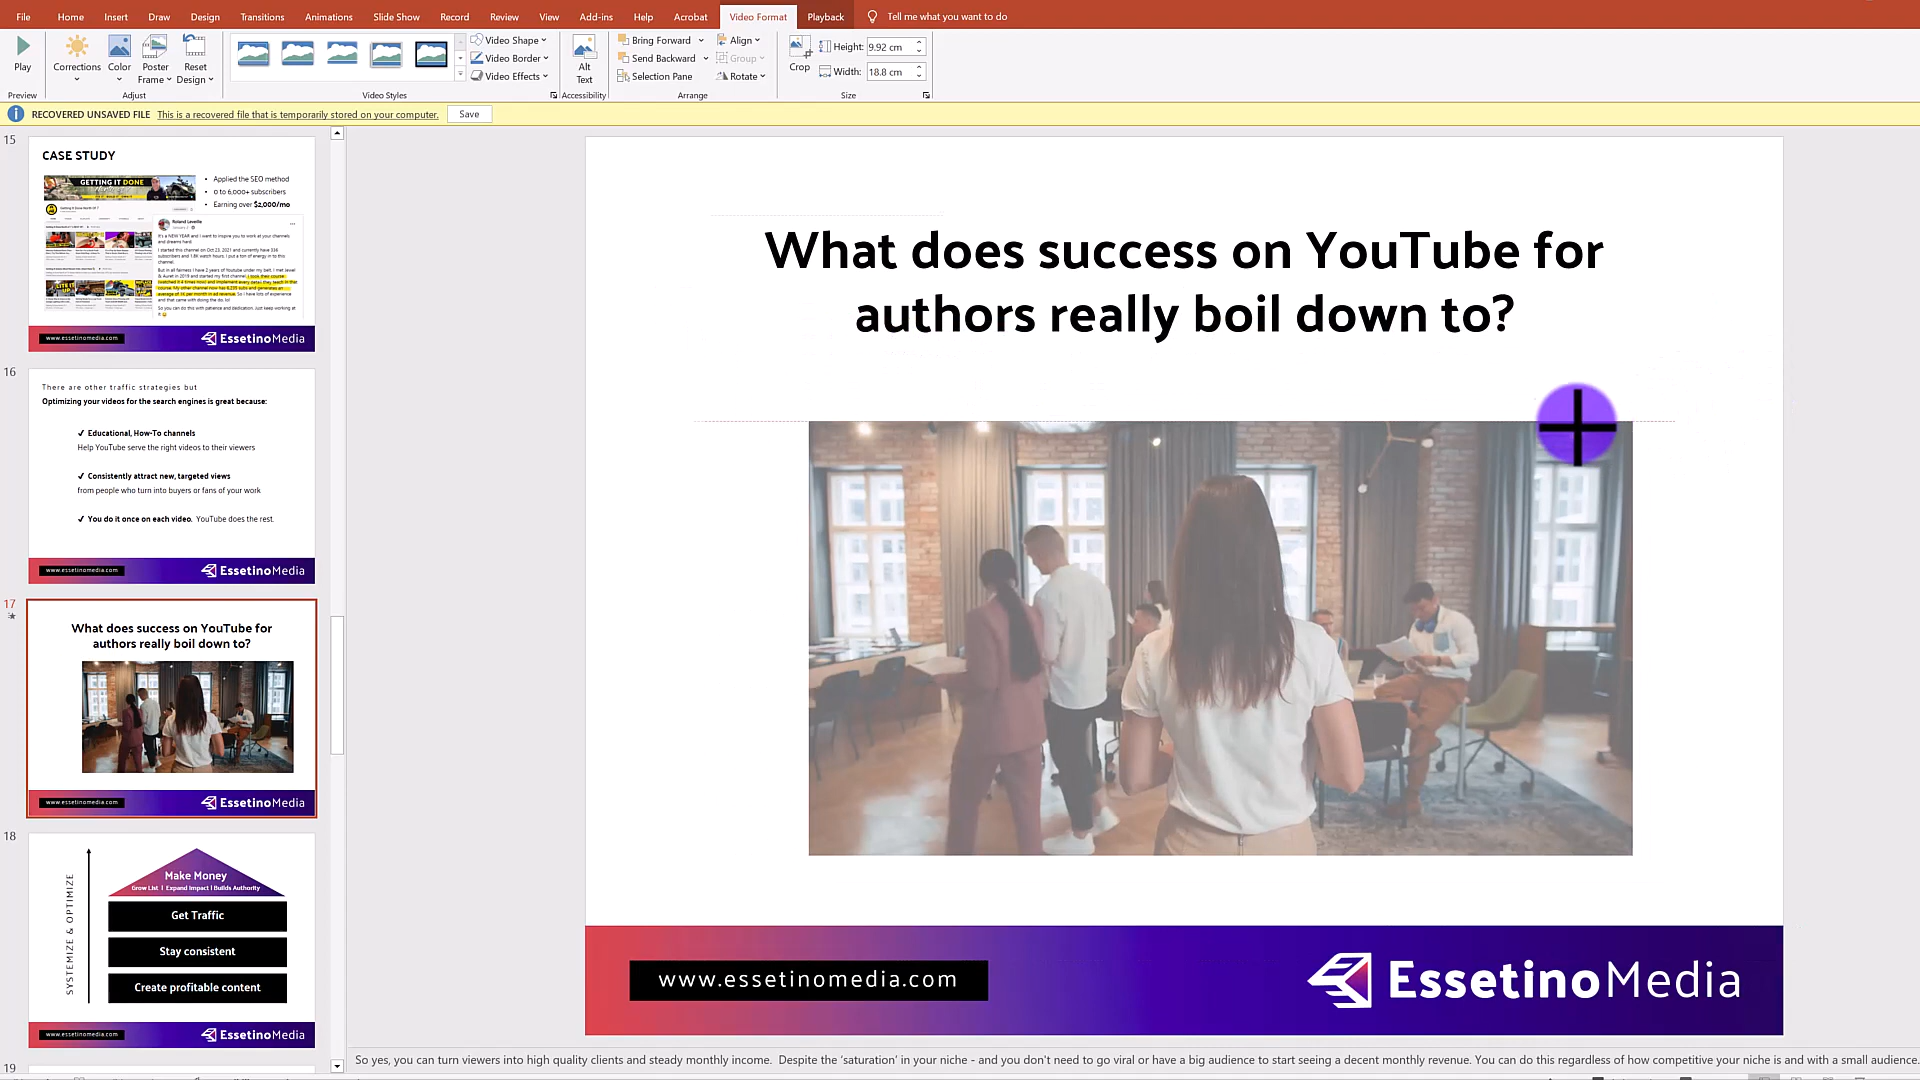 File Home Insert Draw Design Transitions Animations Slide Show Record Review View Add-ins Help Acrobat Video Format Playback Tell me what you want to do
Play
Corrections
Color
Poster
Frame
Reset
Design
Video Shape
Video Border
Video Effects
Alt
Text
Bring Forward
Send Backward
Selection Pane
Align
Group
Rotate
Crop
Height: 9.92 cm
Width: 18.8 cm
Preview Adjust Video Styles Accessibility Arrange Size
RECOVERED UNSAVED FILE This is a recovered file that is temporarily stored on your computer. Save
15
CASE STUDY
GETTING IT DONE
• Applied the SEO method
• 0 to 6,000+ subscribers
• Earning over $2,000/mo
Roland Leveille
www.essetinomedia.com
EssetinoMedia
16
There are other traffic strategies but
Optimizing your videos for the search engines is great because:
✓ Educational, How-To channels
Help YouTube serve the right videos to their viewers
✓ Consistently attract new, targeted views
from people who turn into buyers or fans of your work
✓ You do it once on each video. YouTube does the rest.
www.essetinomedia.com
EssetinoMedia
17
What does success on YouTube for
authors really boil down to?
www.essetinomedia.com
EssetinoMedia
18
SYSTEMIZE & OPTIMIZE
Make Money
Grow List | Expand Impact | Builds Authority
Get Traffic
Stay consistent
Create profitable content
www.essetinomedia.com
EssetinoMedia
19
What does success on YouTube for
authors really boil down to?
www.essetinomedia.com
EssetinoMedia
So yes, you can turn viewers into high quality clients and steady monthly income. Despite the 'saturation' in your niche - and you don't need to go viral or have a big audience to start seeing a decent monthly revenue. You can do this regardless of how competitive your niche is and with a small audience.